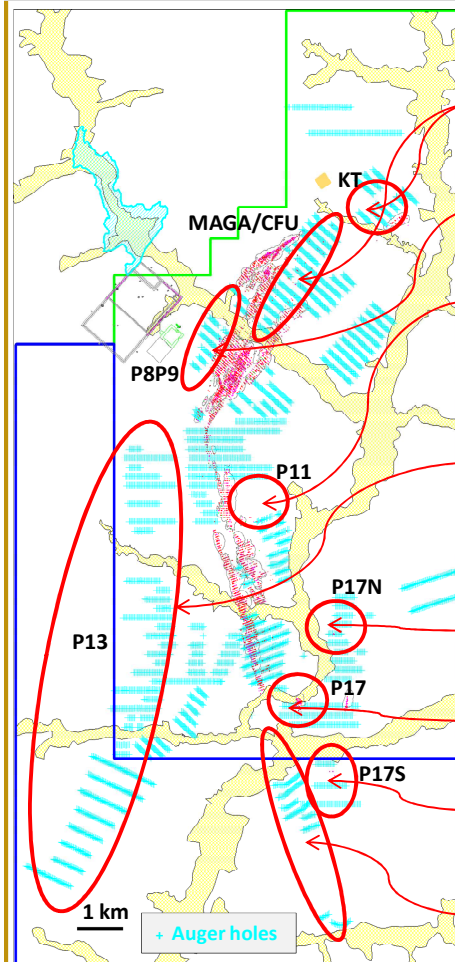 KT
MAGA/CFU
P8P9
P11
P17N
P13
P17
P17S
1 km
+ Auger holes